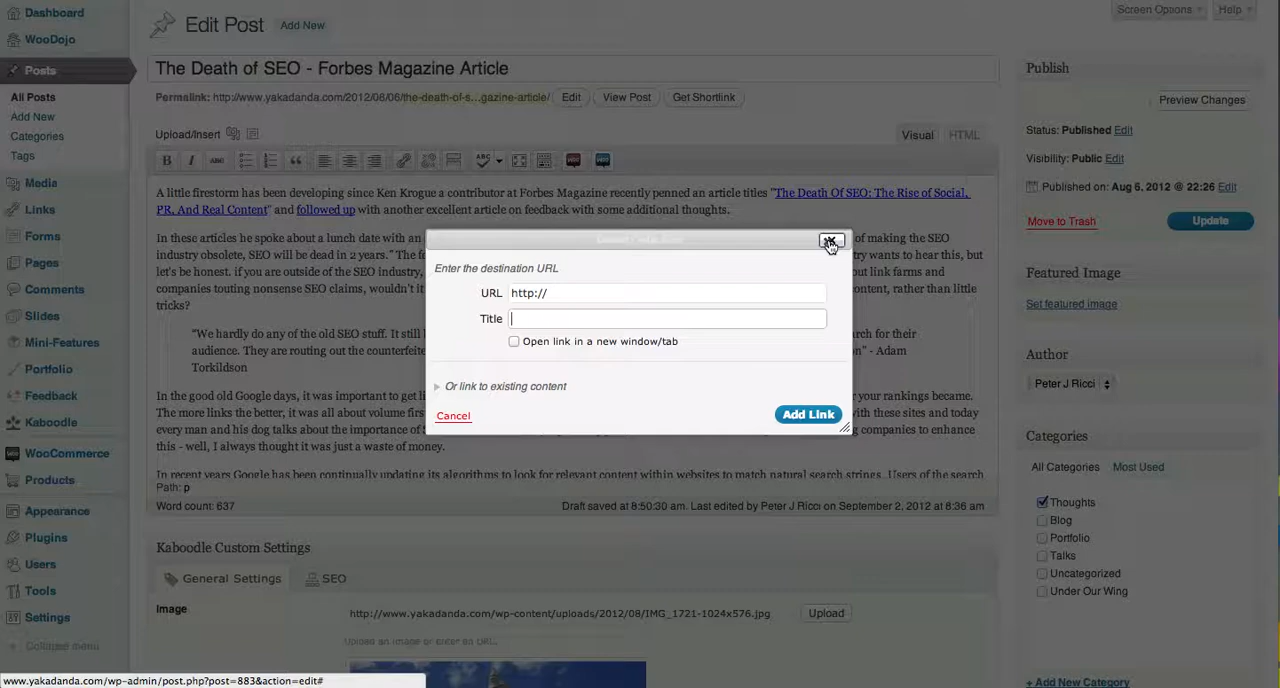 Dashboard
WooDojo
Posts
All Posts
Add New
Categories
Tags
Media
Links
Forms
Pages
Comments
Slides
Mini-Features
Portfolio
Feedback
Kaboodle
WooCommerce
Products
Appearance
Plugins
Users
Tools
Settings
Collapse menu
Screen Options
Help
Edit Post Add New
The Death of SEO - Forbes Magazine Article
Permalink: http://www.yakadanda.com/2012/08/06/the-death-of-s...gazine-article/ Edit View Post Get Shortlink
Upload/Insert
Visual HTML
B I ABC ABC
A little firestorm has been developing since Ken Krogue a contributor at Forbes Magazine recently penned an article titles "The Death Of SEO: The Rise of Social,
PR, And Real Content" and followed up with another excellent article on feedback with some additional thoughts.
In these articles he spoke about a lunch date with an of making the SEO
industry obsolete, SEO will be dead in 2 years." The f ry wants to hear this, but
let's be honest. if you are outside of the SEO industry, out link farms and
companies touting nonsense SEO claims, wouldn't it ontent, rather than little
tricks?
"We hardly do any of the old SEO stuff. It still arch for their
audience. They are routing out the counterfeit on" - Adam
Torkildson
In the good old Google days, it was important to get li your rankings became.
The more links the better, it was all about volume firs with these sites and today
every man and his dog talks about the importance of ng companies to enhance
this - well, I always thought it was just a waste of money.
In recent years Google has been continually updating its algorithms to look for relevant content within websites to match natural search strings. Users of the search
Path: p
Word count: 637 Draft saved at 8:50:30 am. Last edited by Peter J Ricci on September 2, 2012 at 8:36 am
Enter the destination URL
URL http://
Title
Open link in a new window/tab
Or link to existing content
Cancel Add Link
Kaboodle Custom Settings
General Settings SEO
Image http://www.yakadanda.com/wp-content/uploads/2012/08/IMG_1721-1024x576.jpg Upload
Upload an image or enter an URL.
Publish
Preview Changes
Status: Published Edit
Visibility: Public Edit
Published on: Aug 6, 2012 @ 22:26 Edit
Move to Trash Update
Featured Image
Set featured image
Author
Peter J Ricci
Categories
All Categories Most Used
Thoughts
Blog
Portfolio
Talks
Uncategorized
Under Our Wing
+ Add New Category
www.yakadanda.com/wp-admin/post.php?post=883&action=edit#